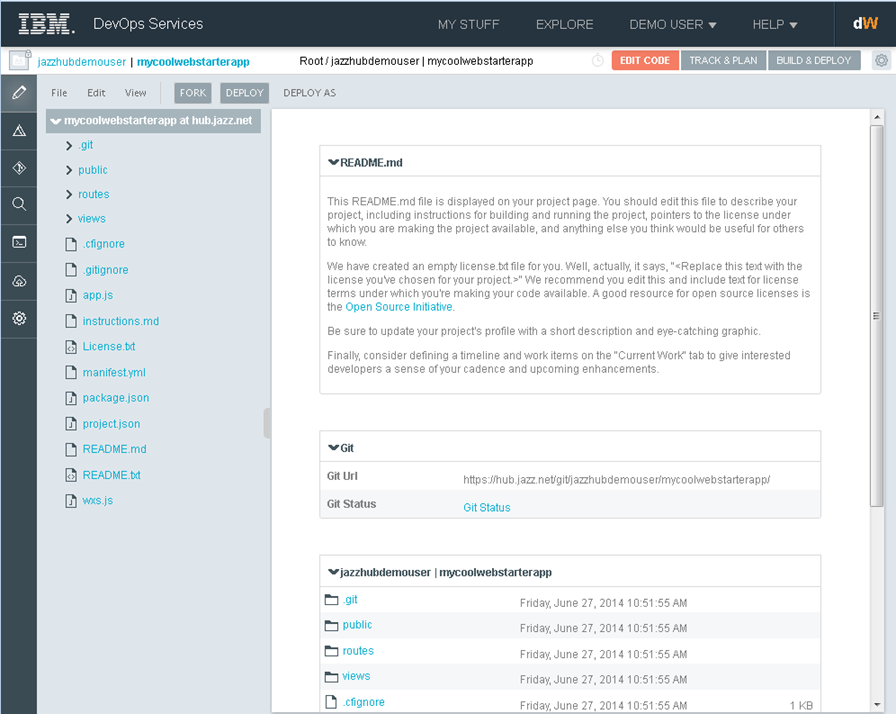 IBM. DevOps Services MY STUFF EXPLORE DEMO USER HELP dW
jazzhubdemouser | mycoolwebstarterapp Root / jazzhubdemouser | mycoolwebstarterapp EDIT CODE TRACK & PLAN BUILD & DEPLOY
File Edit View FORK DEPLOY DEPLOY AS
mycoolwebstarterapp at hub.jazz.net
.git
public
routes
views
.cfignore
.gitignore
app.js
instructions.md
License.txt
manifest.yml
package.json
project.json
README.md
README.txt
wxs.js
README.md
This README.md file is displayed on your project page. You should edit this file to describe your
project, including instructions for building and running the project, pointers to the license under
which you are making the project available, and anything else you think would be useful for others
to know.
We have created an empty license.txt file for you. Well, actually, it says, "<Replace this text with the
license you've chosen for your project.>" We recommend you edit this and include text for license
terms under which you're making your code available. A good resource for open source licenses is
the Open Source Initiative.
Be sure to update your project's profile with a short description and eye-catching graphic.
Finally, consider defining a timeline and work items on the "Current Work" tab to give interested
developers a sense of your cadence and upcoming enhancements.
Git
Git Url https://hub.jazz.net/git/jazzhubdemouser/mycoolwebstarterapp/
Git Status Git Status
jazzhubdemouser | mycoolwebstarterapp
.git Friday, June 27, 2014 10:51:55 AM
public Friday, June 27, 2014 10:51:55 AM
routes Friday, June 27, 2014 10:51:55 AM
views Friday, June 27, 2014 10:51:55 AM
.cfignore Friday, June 27, 2014 10:51:55 AM 1 KB